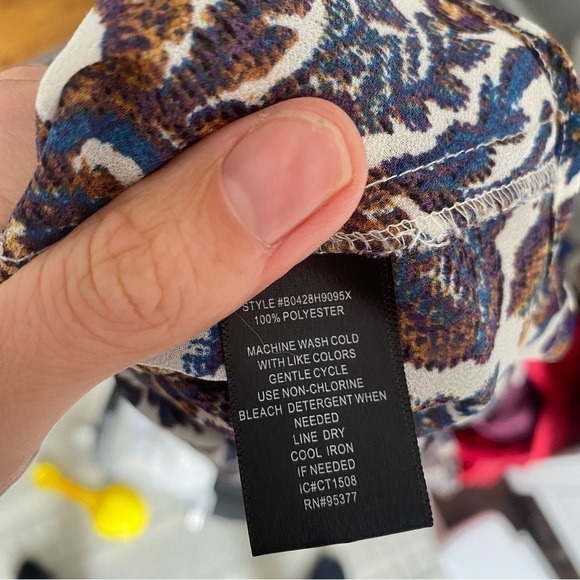 STYLE #B0428H9095X
100% POLYESTER
MACHINE WASH COLD
WITH LIKE COLORS
GENTLE CYCLE
USE NON-CHLORINE
BLEACH DETERGENT WHEN
NEEDED
LINE DRY
COOL IRON
IF NEEDED
IC#CT1508
RN#95377